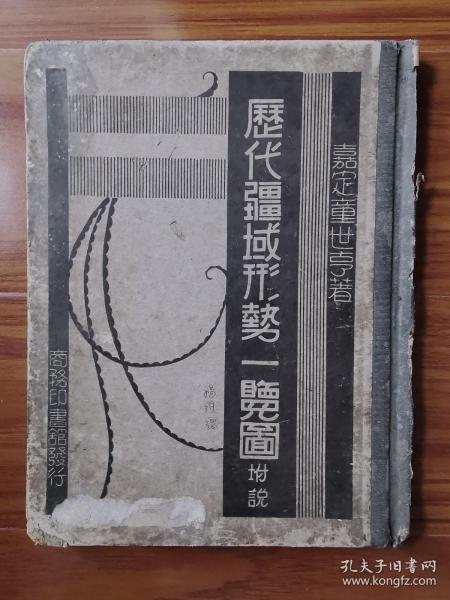 嘉定童世亨著
歷代疆域形勢一覽圖
坿說
商務印書館發行
孔夫子旧书网
www.kongfz.com